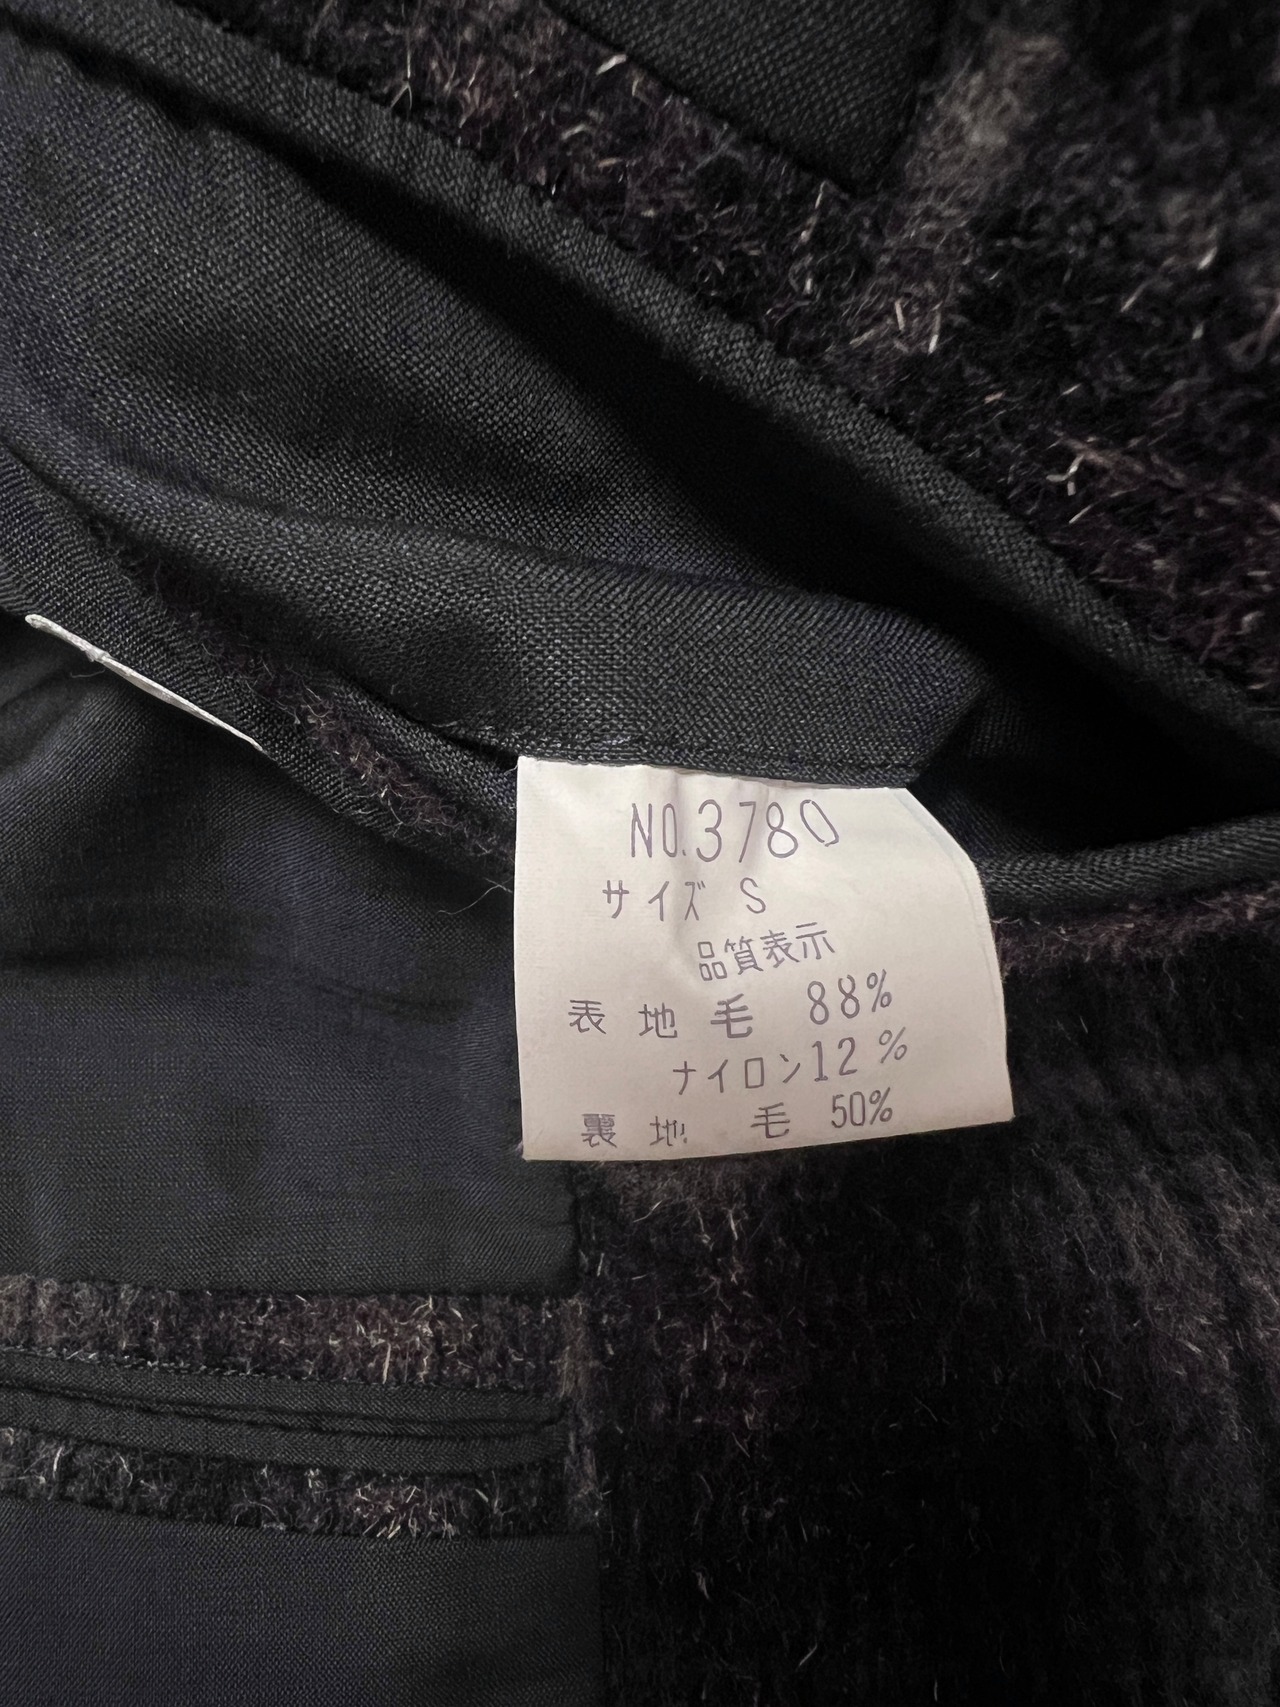 NO.3780
サイズ S
品質表示
表地 毛 88%
ナイロン12%
裏地 毛 50%